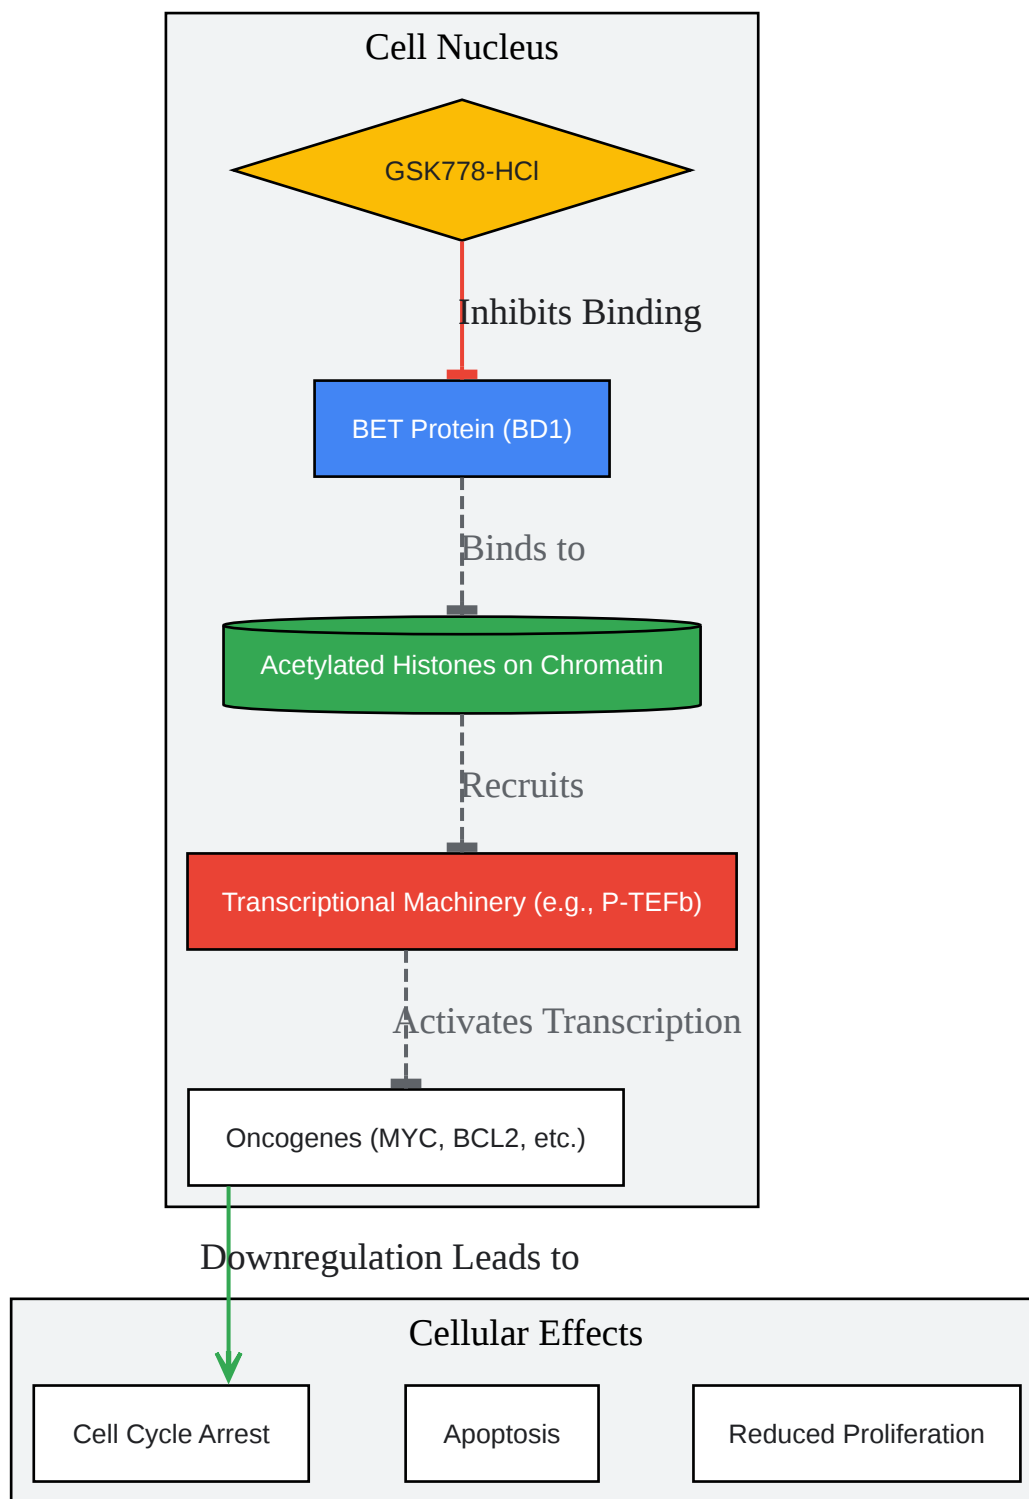 Cell Nucleus
GSK778-HCl
Inhibits Binding
BET Protein (BD1)
Binds to
Acetylated Histones on Chromatin
Recruits
Transcriptional Machinery (e.g., P-TEFb)
Activates Transcription
Oncogenes (MYC, BCL2, etc.)
Downregulation Leads to
Cellular Effects
Cell Cycle Arrest
Apoptosis
Reduced Proliferation